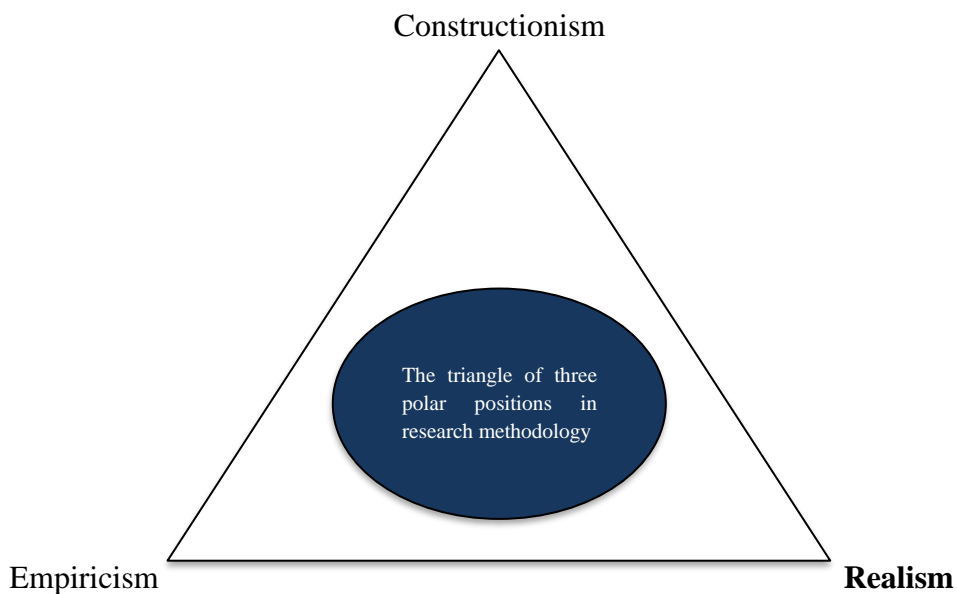 Constructionism
The triangle of three
polar positions in
research methodology
Empiricism
Realism